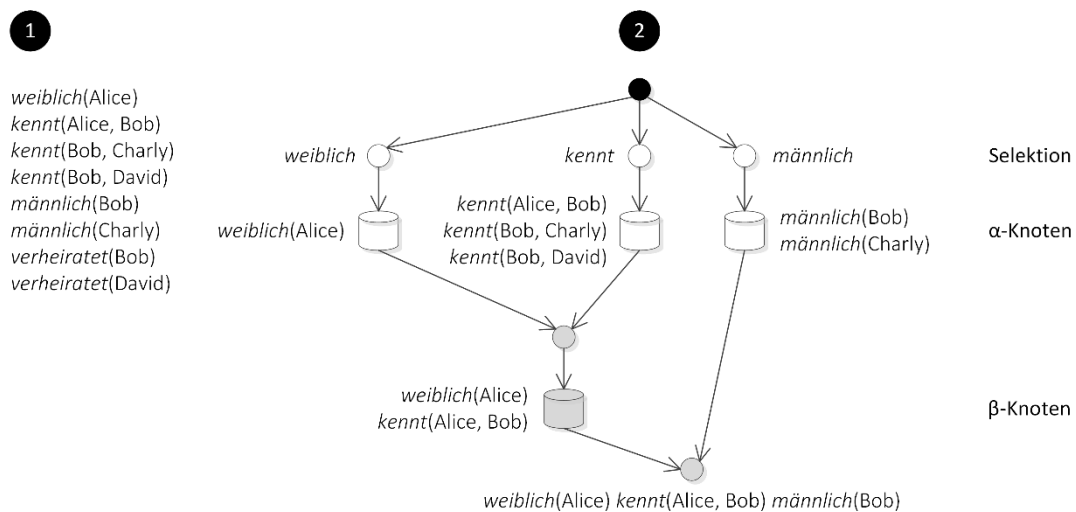 1
2
weiblich(Alice)
kennt(Alice, Bob)
kennt(Bob, Charly)
kennt(Bob, David)
männlich(Bob)
männlich(Charly)
verheiratet(Bob)
verheiratet(David)
weiblich
kennt
männlich
Selektion
weiblich(Alice)
kennt(Alice, Bob)
kennt(Bob, Charly)
kennt(Bob, David)
männlich(Bob)
männlich(Charly)
α-Knoten
weiblich(Alice)
kennt(Alice, Bob)
β-Knoten
weiblich(Alice) kennt(Alice, Bob) männlich(Bob)